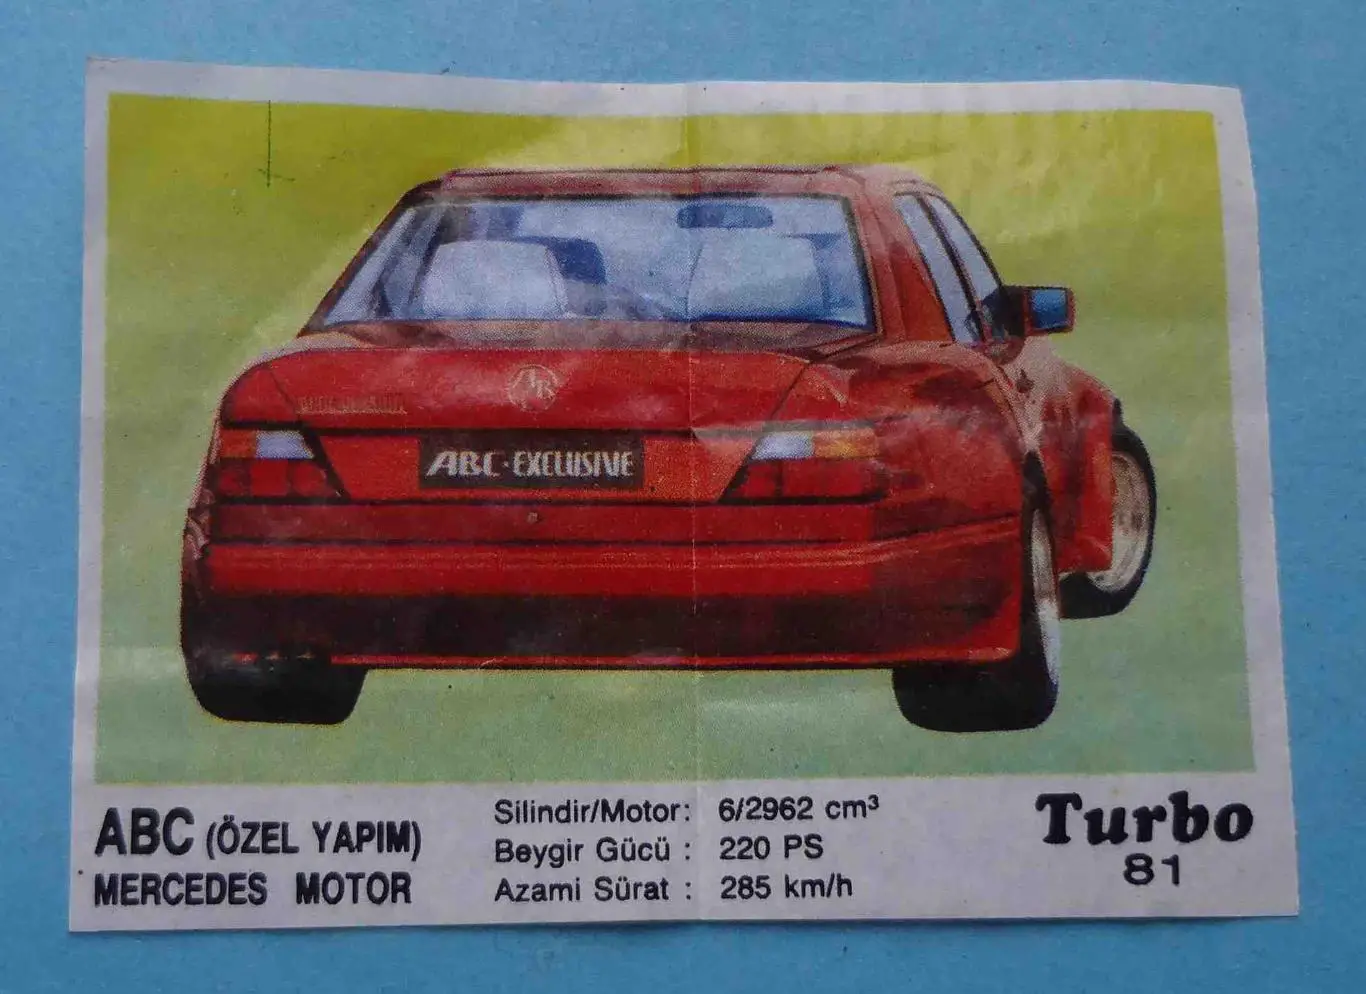 ABC·EXCLUSIVE
ABC (ÖZEL YAPIM)
MERCEDES MOTOR
Silindir/Motor: 6/2962 cm³
Beygir Gücü : 220 PS
Azami Sürat : 285 km/h
Turbo
81